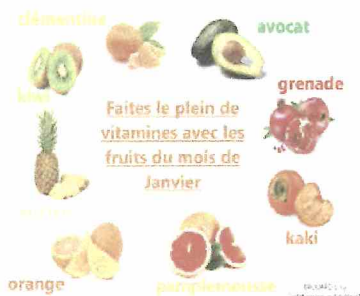 clémentine
avocat
kiwi
grenade
Faites le plein de
vitamines avec les
fruits du mois de
Janvier
kaki
orange
pamplemousse